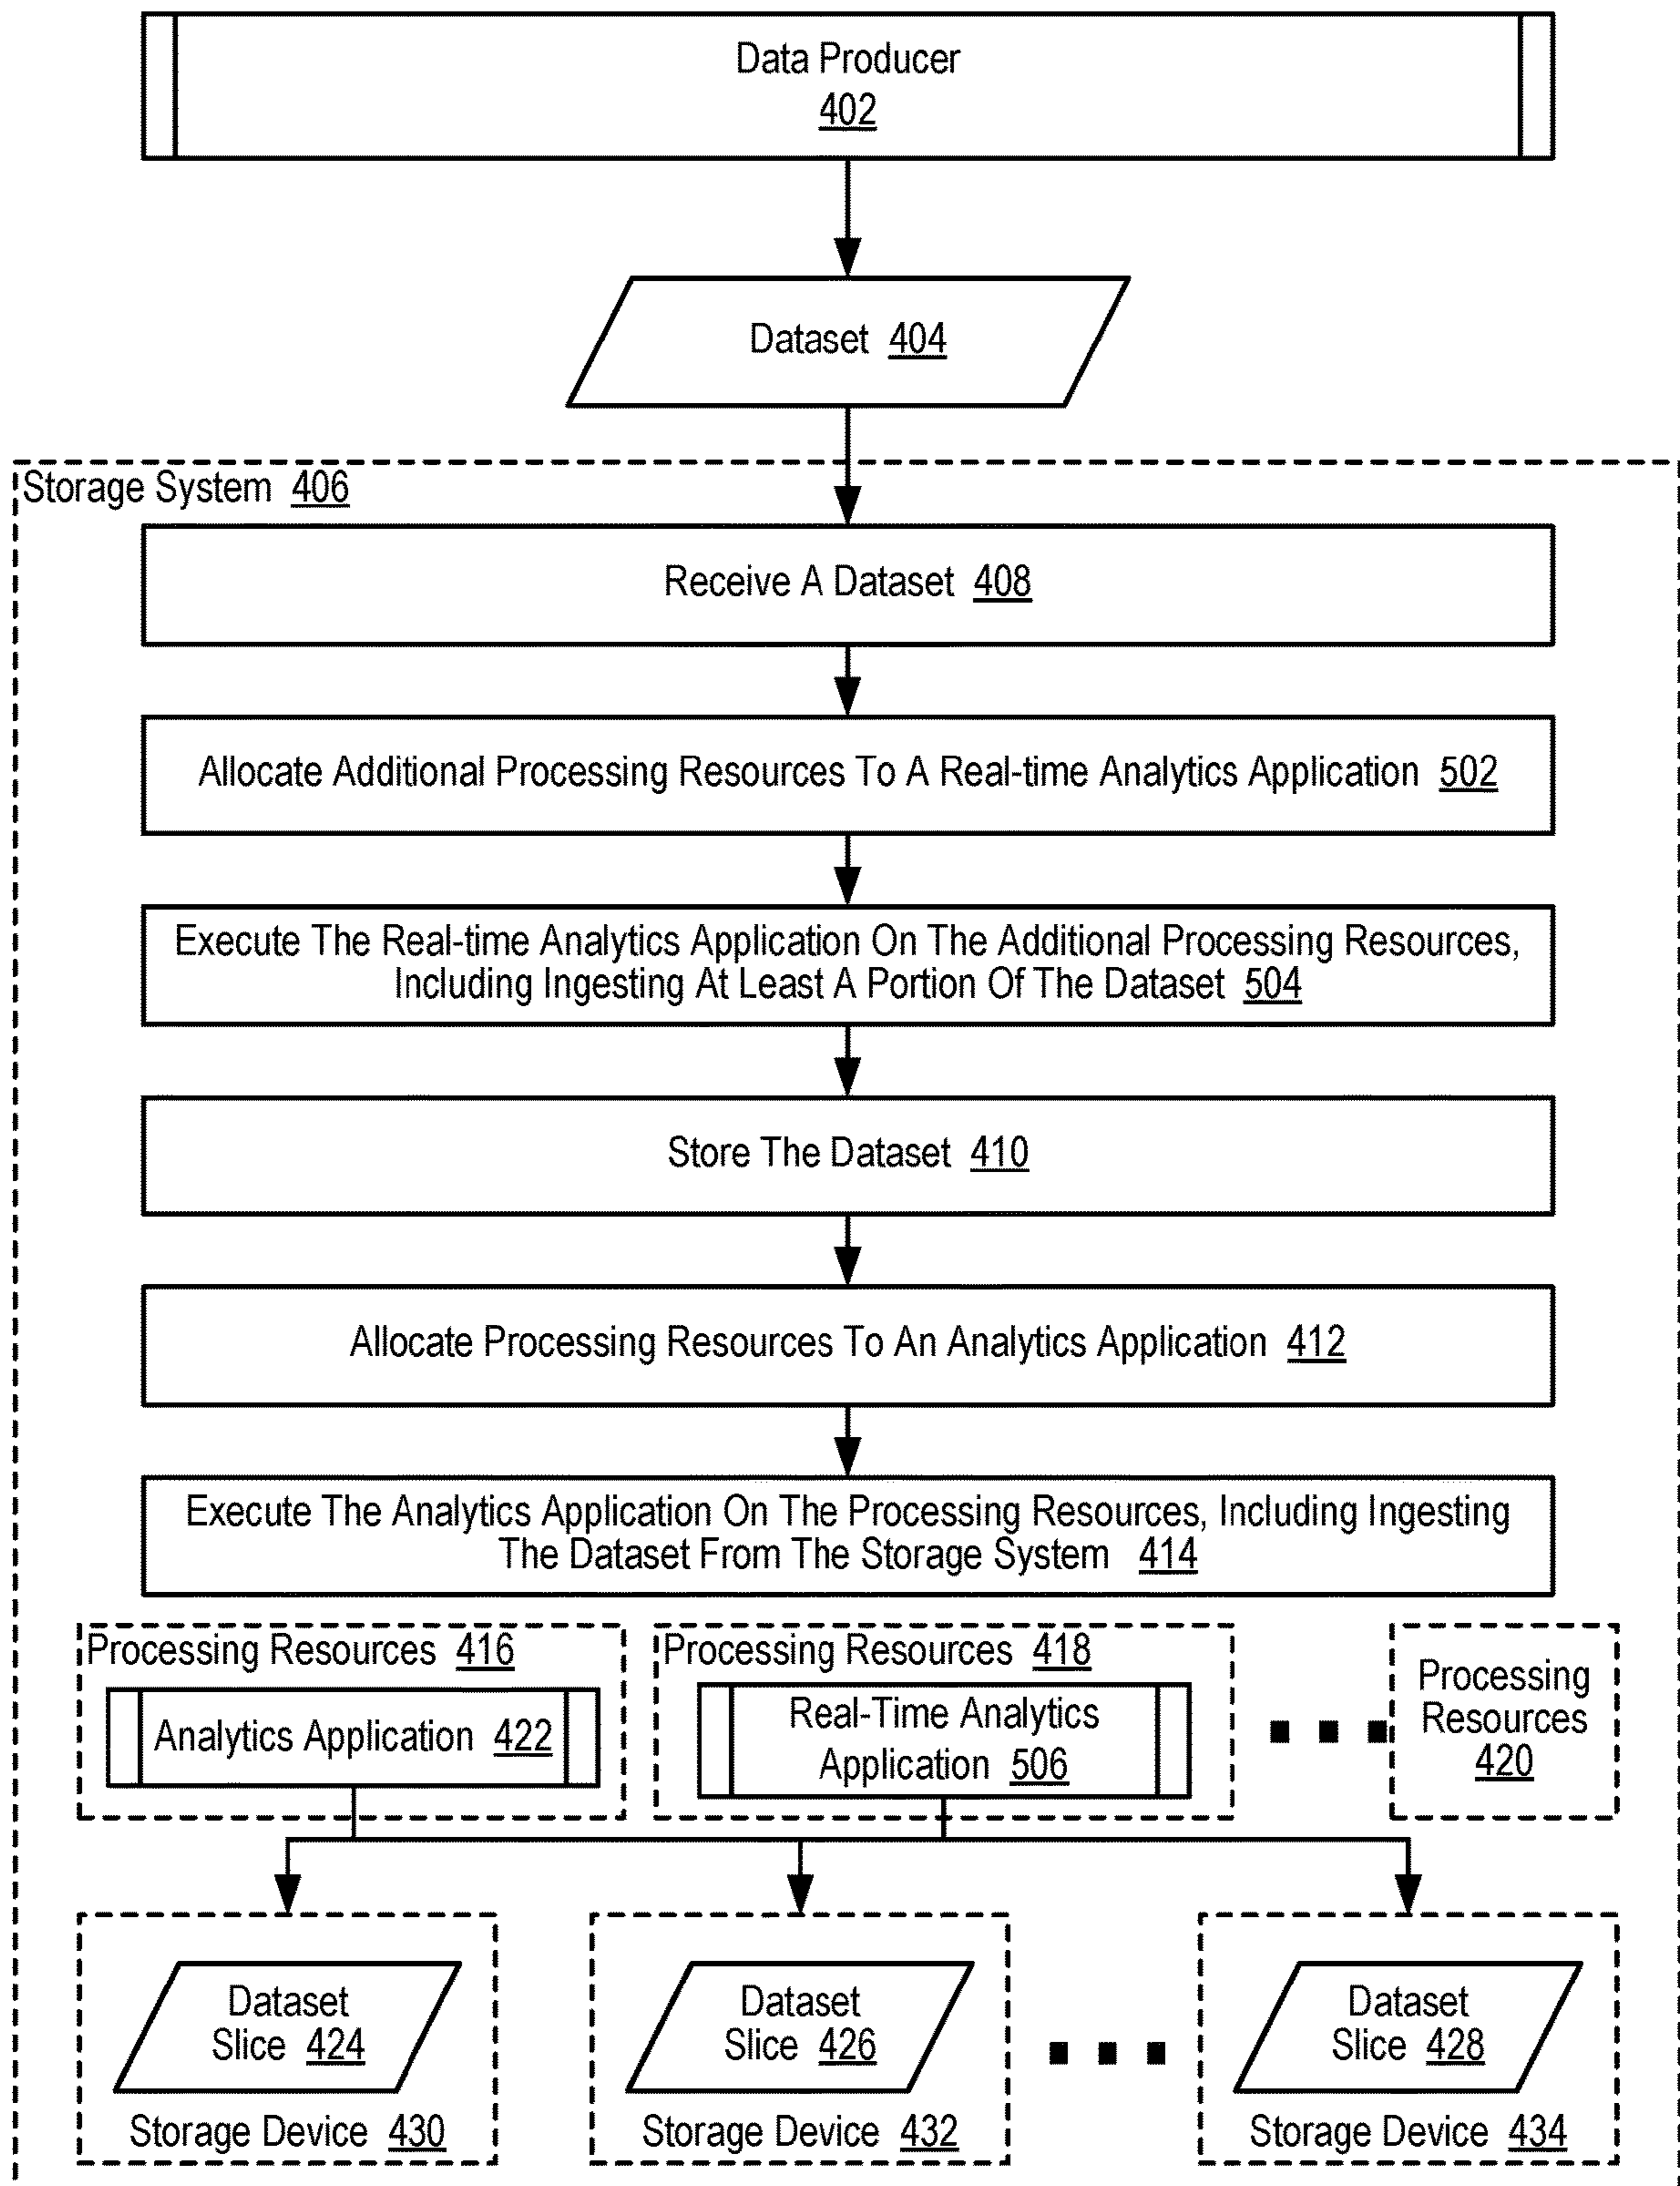 Data Producer
402
Dataset 404
Storage System 406
Receive A Dataset 408
Allocate Additional Processing Resources To A Real-time Analytics Application 502
Execute The Real-time Analytics Application On The Additional Processing Resources,
Including Ingesting At Least A Portion Of The Dataset 504
Store The Dataset 410
Allocate Processing Resources To An Analytics Application 412
Execute The Analytics Application On The Processing Resources, Including Ingesting
The Dataset From The Storage System 414
Processing Resources 416
Analytics Application 422
Processing Resources 418
Real-Time Analytics
Application 506
Processing
Resources
420
Dataset
Slice 424
Storage Device 430
Dataset
Slice 426
Storage Device 432
Dataset
Slice 428
Storage Device 434